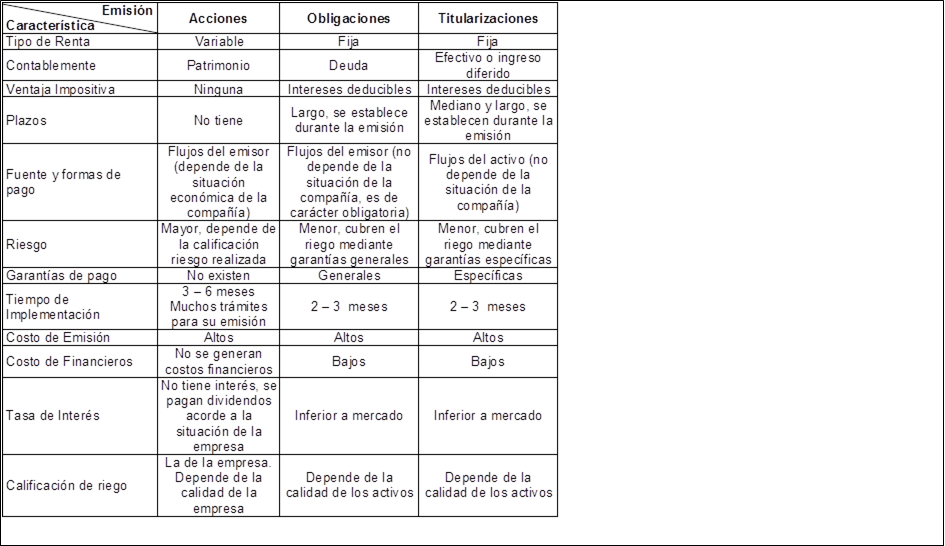 Emisión
Característica
Acciones
Obligaciones
Titularizaciones
Tipo de Renta
Variable
Fija
Fija
Contablemente
Patrimonio
Deuda
Efectivo o ingreso
diferido
Ventaja Impositiva
Ninguna
Intereses deducibles
Intereses deducibles
Plazos
No tiene
Largo, se establece
durante la emisión
Mediano y largo, se
establecen durante la
emisión
Fuente y formas de
pago
Flujos del emisor
(depende de la
situación
económica de la
compañía)
Flujos del emisor (no
depende de la
situación de la
compañía, es de
carácter obligatoria)
Flujos del activo (no
depende de la
situación de la
compañía)
Riesgo
Mayor, depende de
la calificación
riesgo realizada
Menor, cubren el
riego mediante
garantías generales
Menor, cubren el
riego mediante
garantías específicas
Garantías de pago
No existen
Generales
Específicas
Tiempo de
Implementación
3 – 6 meses
Muchos trámites
para su emisión
2 – 3 meses
2 – 3 meses
Costo de Emisión
Altos
Altos
Altos
Costo de Financieros
No se generan
costos financieros
Bajos
Bajos
Tasa de Interés
No tiene interés, se
pagan dividendos
acorde a la
situación de la
empresa
Inferior a mercado
Inferior a mercado
Calificación de riego
La de la empresa.
Depende de la
calidad de la
empresa
Depende de la
calidad de los activos
Depende de la
calidad de los activos